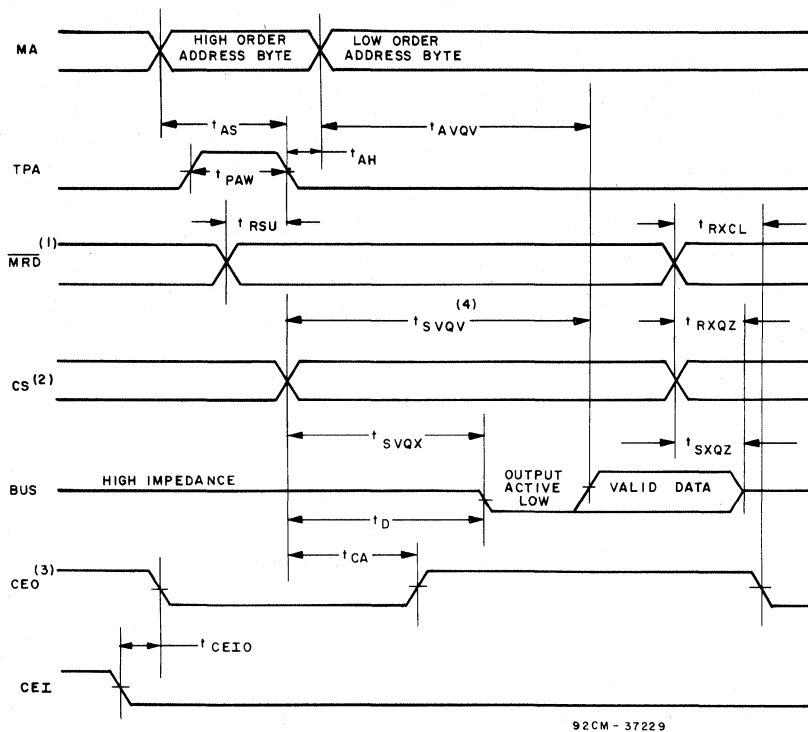 MA
HIGH ORDER
ADDRESS BYTE
LOW ORDER
ADDRESS BYTE
tAS
tAVQV
tAH
TPA
tPAW
tRSU
tRXCL
MRD (1)
(4)
tSVQV
tRXQZ
CS (2)
tSVQX
tSXQZ
BUS
HIGH IMPEDANCE
OUTPUT
ACTIVE
LOW
VALID DATA
tD
tCA
CEO (3)
tCEIO
CEI
92CM-37229